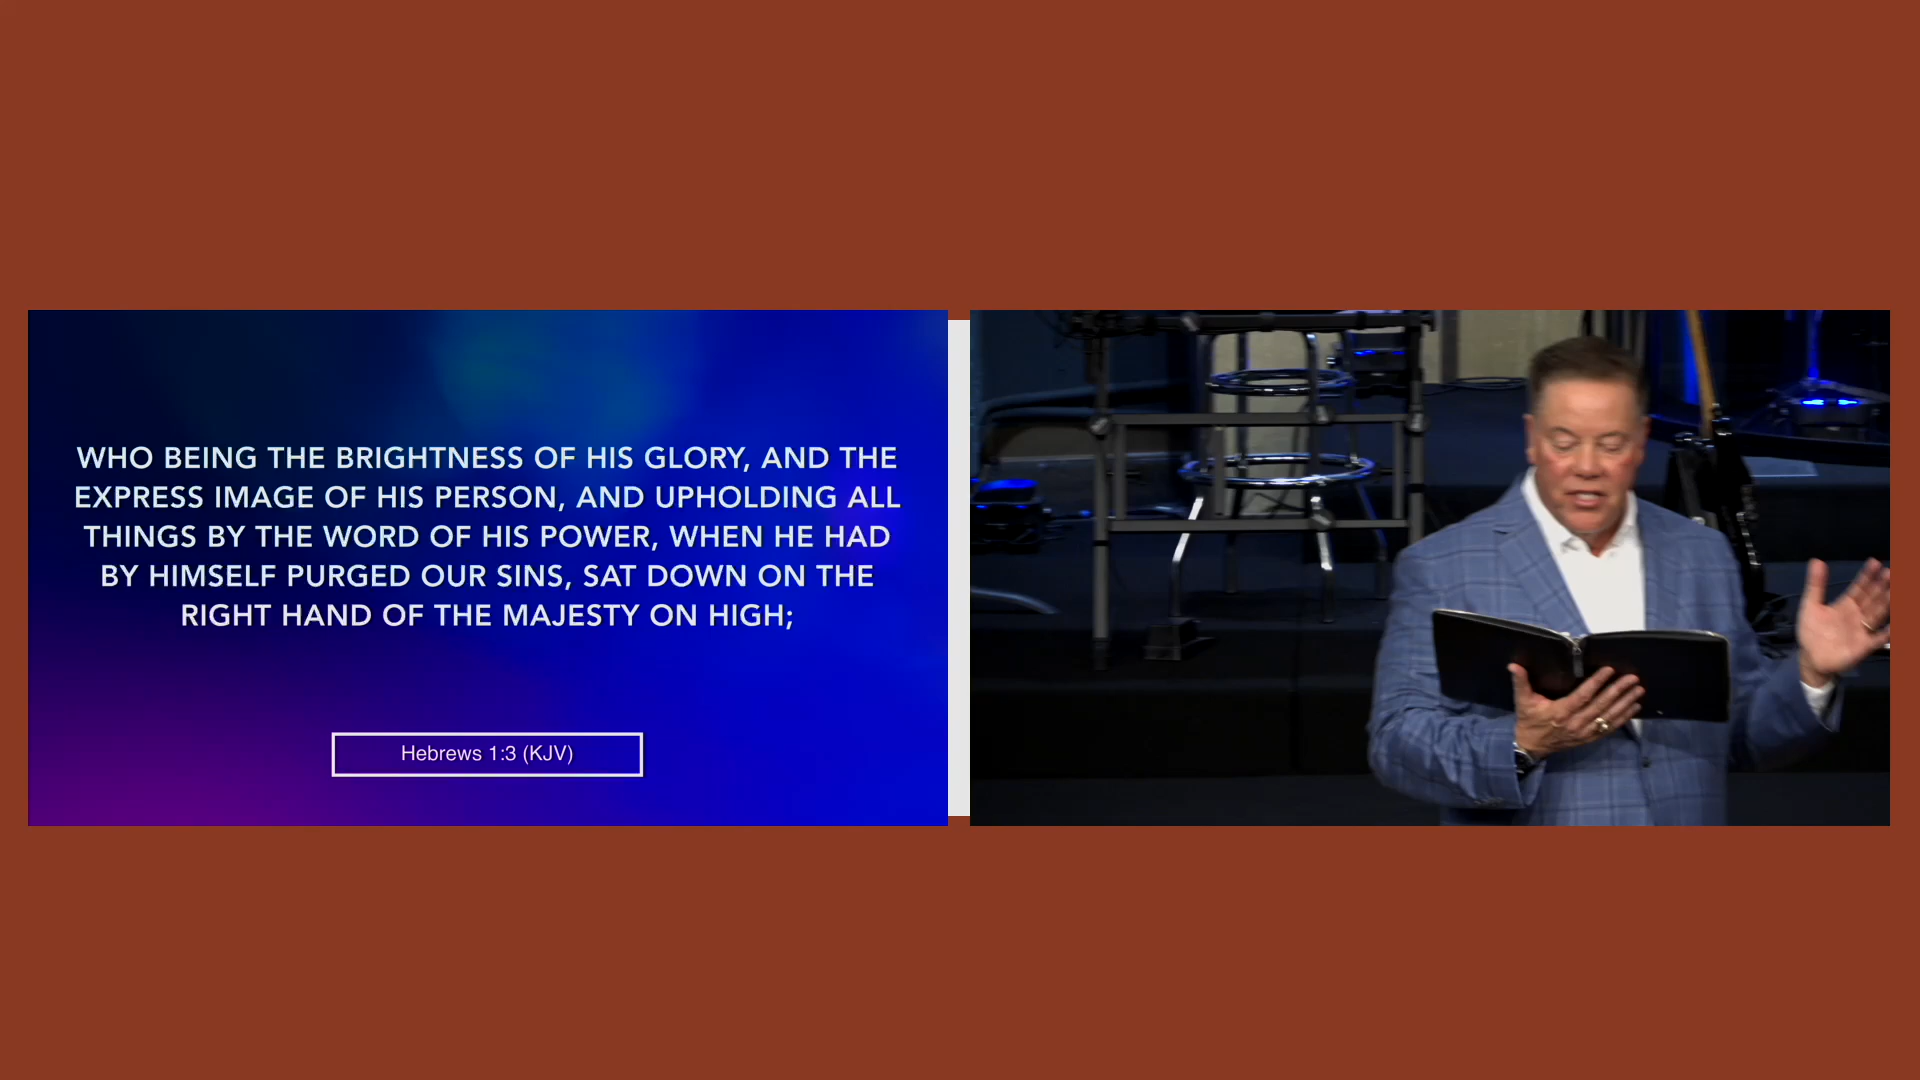 WHO BEING THE BRIGHTNESS OF HIS GLORY, AND THE
EXPRESS IMAGE OF HIS PERSON, AND UPHOLDING ALL
THINGS BY THE WORD OF HIS POWER, WHEN HE HAD
BY HIMSELF PURGED OUR SINS, SAT DOWN ON THE
RIGHT HAND OF THE MAJESTY ON HIGH;
Hebrews 1:3 (KJV)